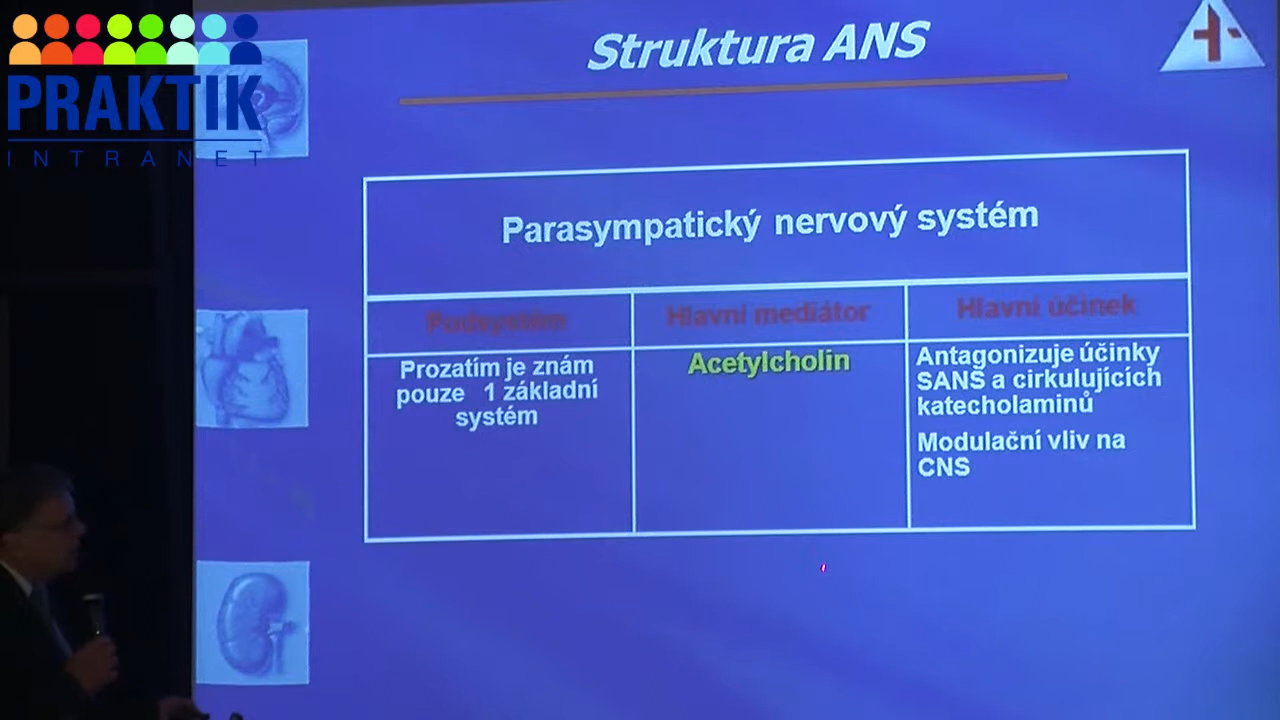 PRAKTIK
INTRANET
Struktura ANS
Parasympatický nervový systém
Podsystém
Hlavní mediátor
Hlavní účinek
Prozatím je znám
pouze 1 základní
systém
Acetylcholin
Antagonizuje účinky
SANS a cirkulujících
katecholaminů
Modulační vliv na
CNS